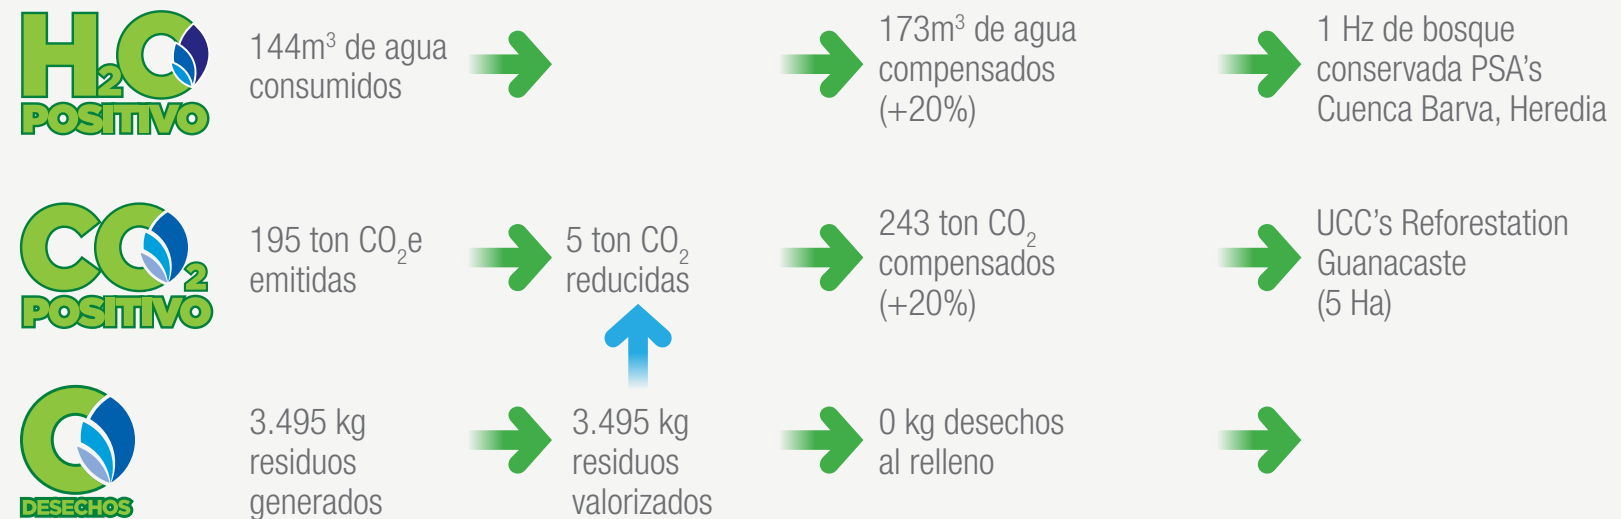 H2O
POSITIVO
144m³ de agua
consumidos
173m³ de agua
compensados
(+20%)
1 Hz de bosque
conservada PSA’s
Cuenca Barva, Heredia
CO2
POSITIVO
195 ton CO₂e
emitidas
5 ton CO₂
reducidas
243 ton CO₂
compensados
(+20%)
UCC’s Reforestation
Guanacaste
(5 Ha)
0
DESECHOS
3.495 kg
residuos
generados
3.495 kg
residuos
valorizados
0 kg desechos
al relleno